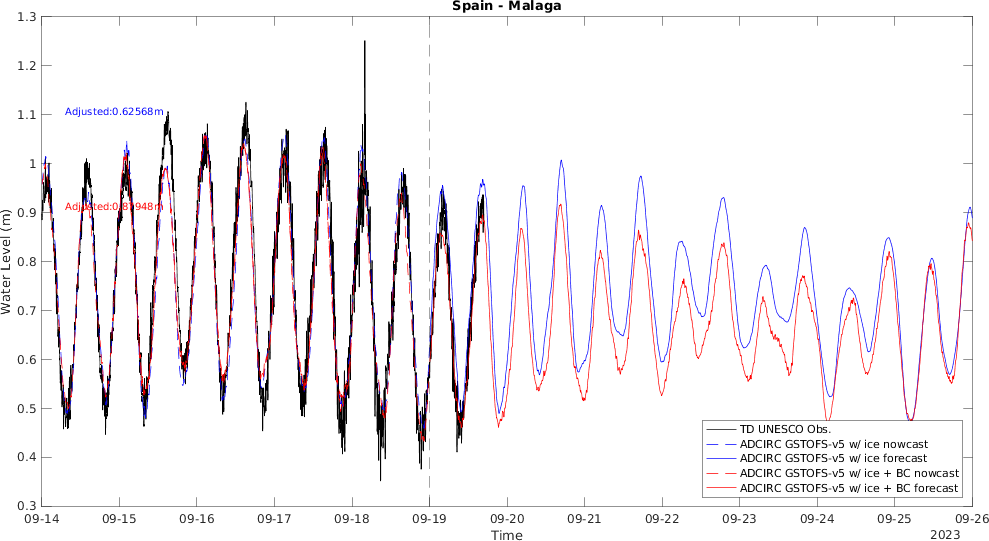 Spain - Malaga
1.3
1.2
1.1
1
0.9
0.8
0.7
0.6
0.5
0.4
0.3
Water Level (m)
Adjusted:0.62568m
TD UNESCO Obs.
ADCIRC GSTOFS-v5 w/ ice nowcast
ADCIRC GSTOFS-v5 w/ ice forecast
ADCIRC GSTOFS-v5 w/ ice + BC nowcast
ADCIRC GSTOFS-v5 w/ ice + BC forecast
09-14
09-15
09-16
09-17
09-18
09-19
09-20
09-21
09-22
09-23
09-24
09-25
09-26
Time
2023